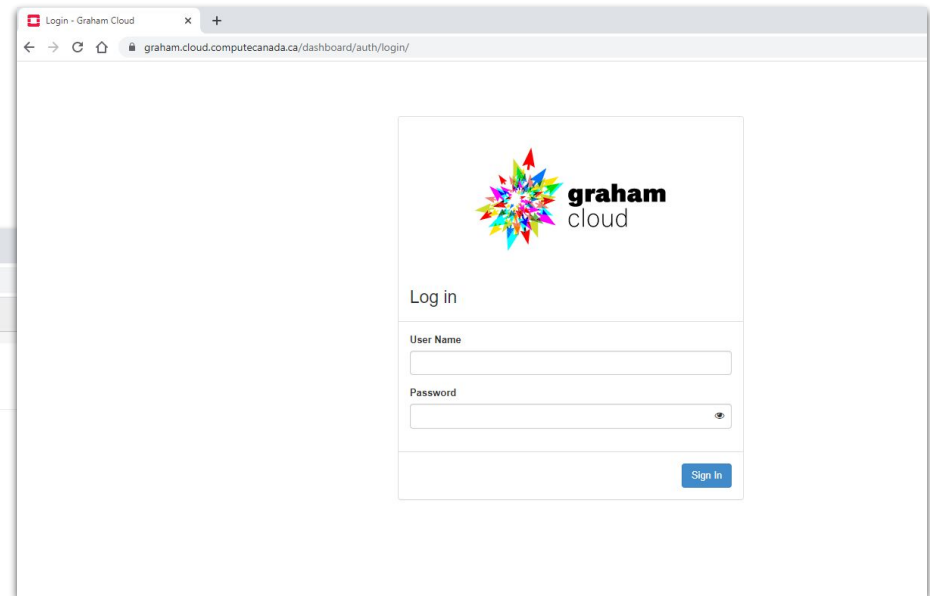 Login - Graham Cloud
graham.cloud.computecanada.ca/dashboard/auth/login/
graham
cloud
Log in
User Name
Password
Sign In